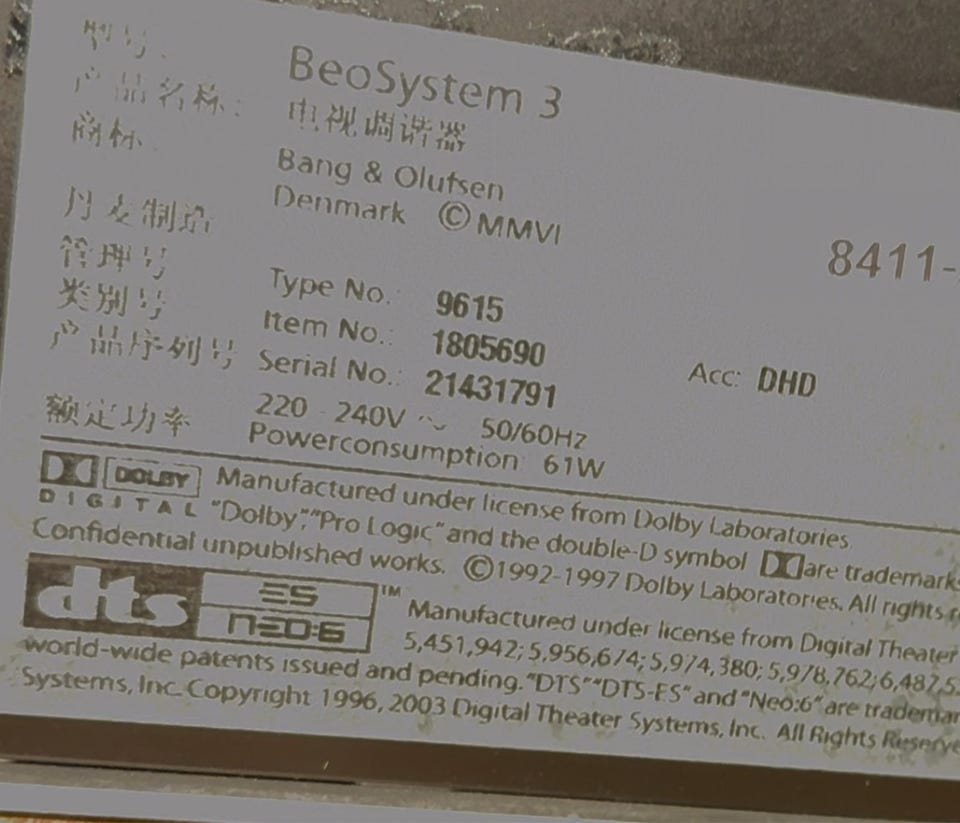 型号: BeoSystem 3
产品名称: 电视调谐器
商标: Bang & Olufsen
丹麦制造 Denmark ©MMVI
8411-
管理号 Type No.: 9615
类别号 Item No.: 1805690
产品序列号 Serial No.: 21431791 Acc: DHD
220 - 240V ~ 50/60Hz
额定功率 Powerconsumption 61W
DOLBY Manufactured under license from Dolby Laboratories.
DIGITAL "Dolby","Pro Logic" and the double-D symbol are trademark
Confidential unpublished works. ©1992-1997 Dolby Laboratories. All rights
dts ES NEO:6 ™ Manufactured under license from Digital Theater
5,451,942; 5,956,674; 5,974,380; 5,978,762; 6,487,5
world-wide patents issued and pending. "DTS" "DTS-ES" and "Neo:6" are trademar
Systems, Inc. Copyright 1996, 2003 Digital Theater Systems, Inc. All Rights Reserve